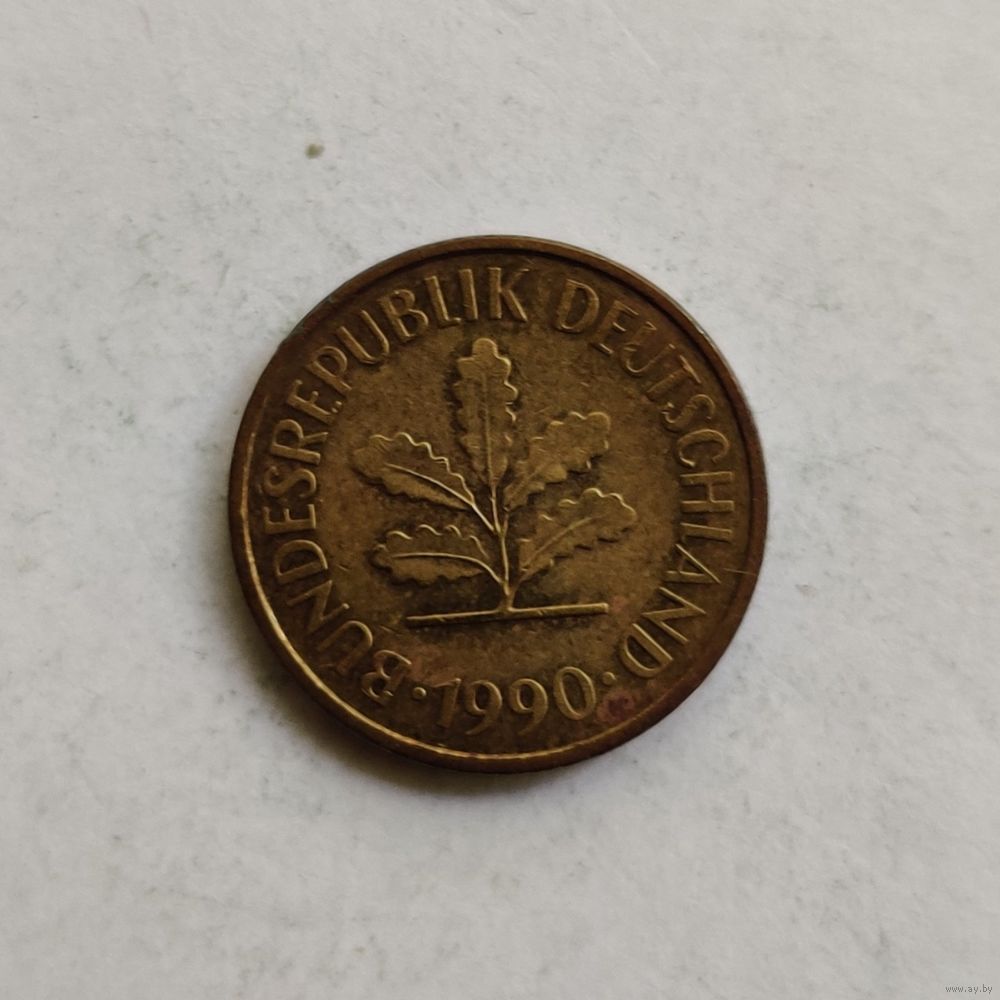 BUNDESREPUBLIK DEUTSCHLAND
· 1990 ·
www.ay.by